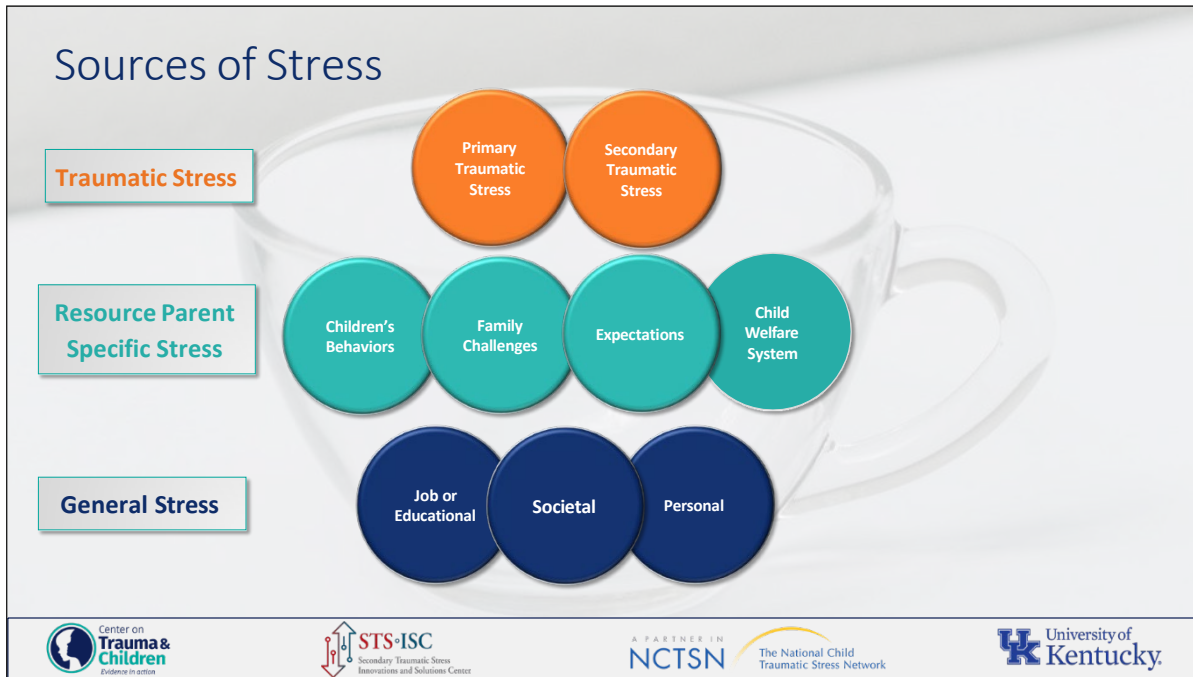 Sources of Stress
Traumatic Stress
Primary
Traumatic
Stress
Secondary
Traumatic
Stress
Resource Parent
Specific Stress
Children's
Behaviors
Family
Challenges
Expectations
Child
Welfare
System
General Stress
Job or
Educational
Societal
Personal
Center on
Trauma &
Children
Evidence in action
STS•ISC
Secondary Traumatic Stress
Innovations and Solutions Center
A PARTNER IN
NCTSN
The National Child
Traumatic Stress Network
UK
University of
Kentucky.